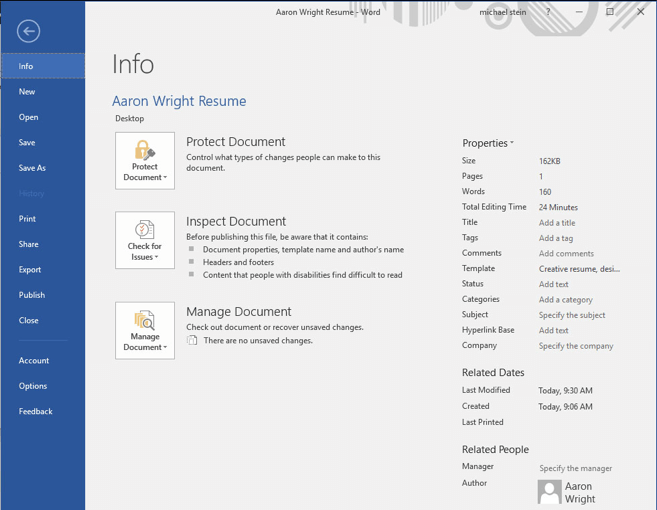 Aaron Wright Resume - Word
michael stein
?
Info
New
Open
Save
Save As
History
Print
Share
Export
Publish
Close
Account
Options
Feedback
Info
Aaron Wright Resume
Desktop
Protect
Document
Protect Document
Control what types of changes people can make to this
document.
Check for
Issues
Inspect Document
Before publishing this file, be aware that it contains:
Document properties, template name and author's name
Headers and footers
Content that people with disabilities find difficult to read
Manage
Document
Manage Document
Check out document or recover unsaved changes.
There are no unsaved changes.
Properties
Size 162KB
Pages 1
Words 160
Total Editing Time 24 Minutes
Title Add a title
Tags Add a tag
Comments Add comments
Template Creative resume, desi...
Status Add text
Categories Add a category
Subject Specify the subject
Hyperlink Base Add text
Company Specify the company
Related Dates
Last Modified Today, 9:30 AM
Created Today, 9:06 AM
Last Printed
Related People
Manager Specify the manager
Author Aaron
Wright